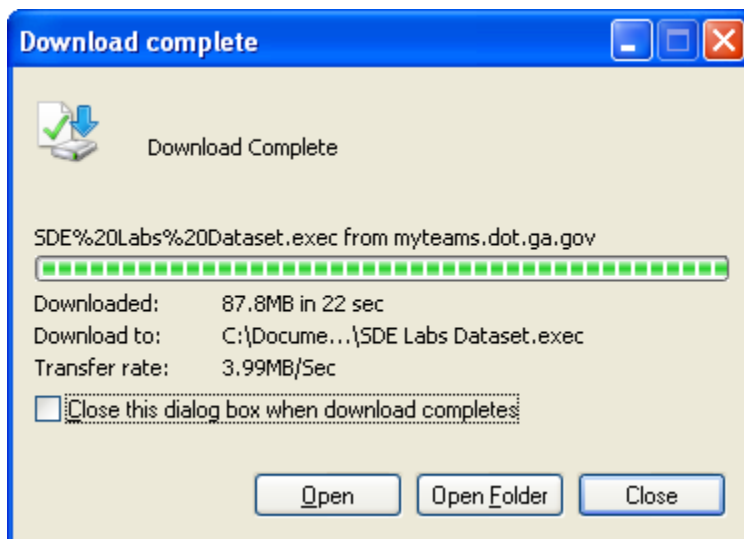 Download complete
Download Complete
SDE%20Labs%20Dataset.exec from myteams.dot.ga.gov
Downloaded: 87.8MB in 22 sec
Download to: C:\Docume...\SDE Labs Dataset.exec
Transfer rate: 3.99MB/Sec
Close this dialog box when download completes
Open Open Folder Close